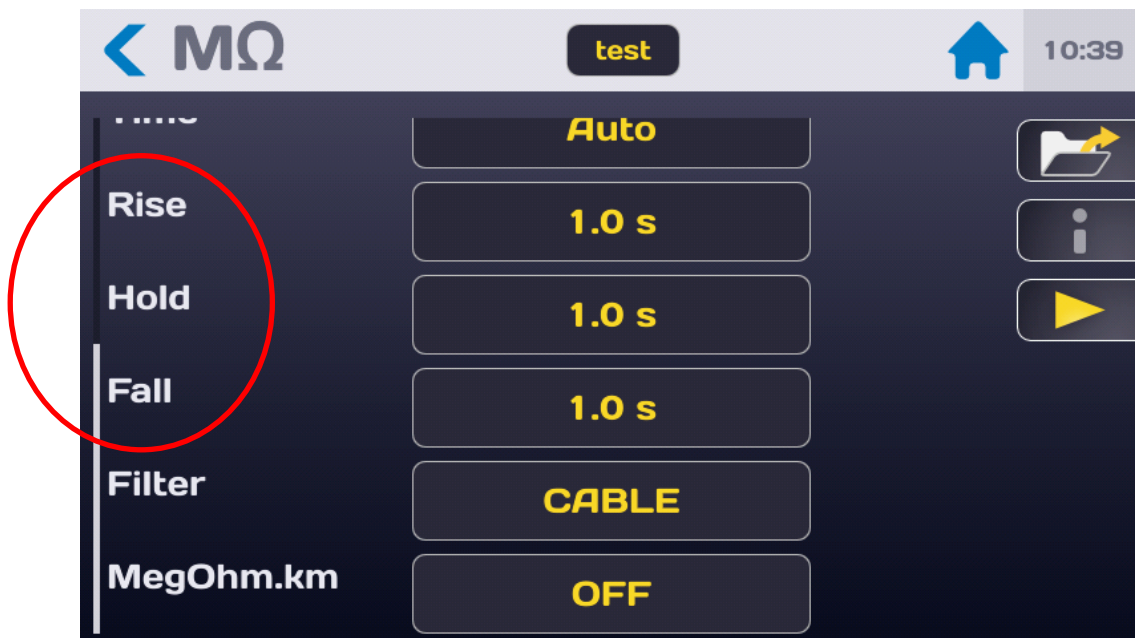 MΩ test 10:39
Time Auto
Rise 1.0 s
Hold 1.0 s
Fall 1.0 s
Filter CABLE
MegOhm.km OFF